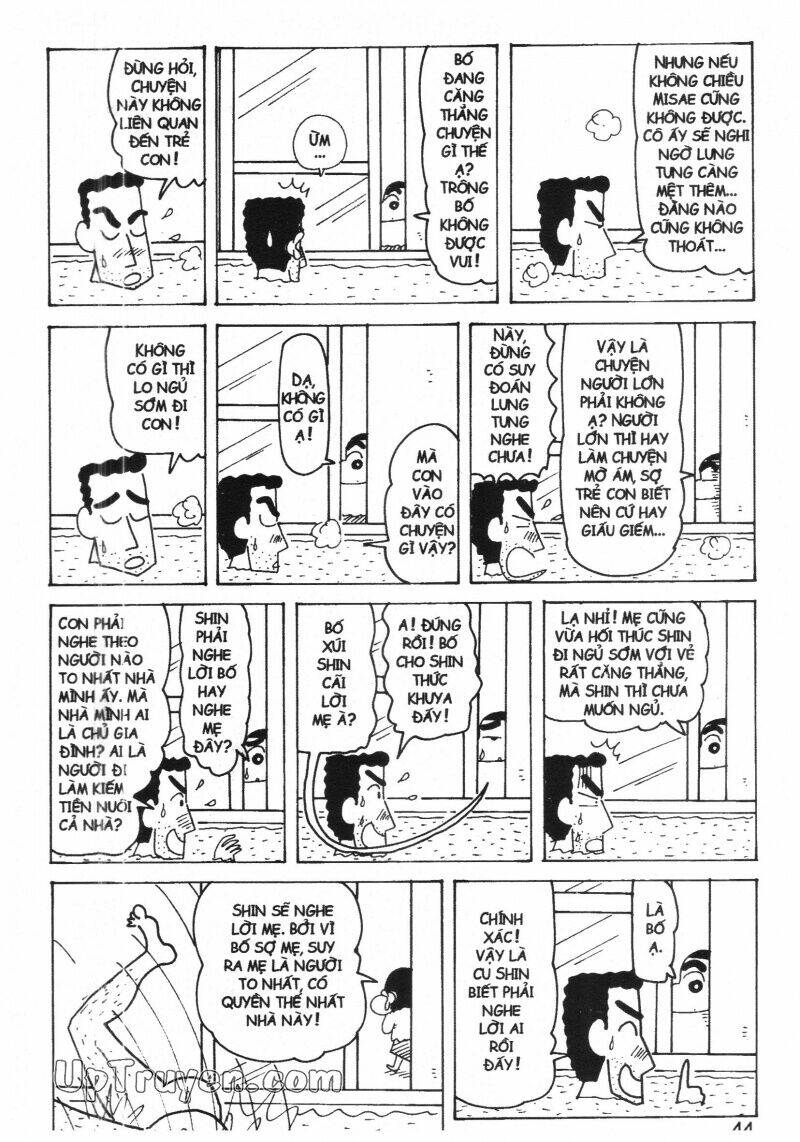 NHƯNG NẾU
KHÔNG CHIỀU
MISAE CŨNG
KHÔNG ĐƯỢC.
CÔ ẤY SẼ NGHI
NGỜ LUNG
TUNG CÀNG
MỆT THÊM...
ĐẰNG NÀO
CŨNG KHÔNG
THOÁT...
BỐ
ĐANG
CĂNG
THẲNG
CHUYỆN
GÌ THẾ
Ạ?
TRÔNG
BỐ
KHÔNG
ĐƯỢC
VUI!
ỪM
...
ĐỪNG HỎI,
CHUYỆN
NÀY KHÔNG
LIÊN QUAN
ĐẾN TRẺ
CON!
VẬY LÀ
CHUYỆN
NGƯỜI LỚN
PHẢI KHÔNG
Ạ? NGƯỜI
LỚN THÌ HAY
LÀM CHUYỆN
MỜ ÁM, SỢ
TRẺ CON BIẾT
NÊN CỨ HAY
GIẤU GIẾM...
NÀY,
ĐỪNG
CÓ SUY
ĐOÁN
LUNG
TUNG
NGHE
CHƯA!
MÀ
CON
VÀO
ĐÂY CÓ
CHUYỆN
GÌ VẬY?
DẠ,
KHÔNG
CÓ GÌ
Ạ!
KHÔNG
CÓ GÌ THÌ
LO NGỦ
SỚM ĐI
CON!
LẠ NHỈ! MẸ CŨNG
VỪA HỐI THÚC SHIN
ĐI NGỦ SỚM VỚI VẺ
RẤT CĂNG THẲNG,
MÀ SHIN THÌ CHƯA
MUỐN NGỦ.
A! ĐÚNG
RỒI! BỐ
CHO SHIN
THỨC
KHUYA
ĐẤY!
BỐ
XÚI
SHIN
CÃI
LỜI
MẸ À?
SHIN
PHẢI
NGHE
LỜI BỐ
HAY
NGHE
MẸ
ĐÂY?
CON PHẢI
NGHE THEO
NGƯỜI NÀO
TO NHẤT NHÀ
MÌNH ẤY. MÀ
NHÀ MÌNH AI
LÀ CHỦ GIA
ĐÌNH? AI LÀ
NGƯỜI ĐI
LÀM KIẾM
TIỀN NUÔI
CẢ NHÀ?
LÀ
BỐ
Ạ.
CHÍNH
XÁC!
VẬY LÀ
CU SHIN
BIẾT PHẢI
NGHE
LỜI AI
RỒI
ĐẤY!
SHIN SẼ NGHE
LỜI MẸ. BỞI VÌ
BỐ SỢ MẸ, SUY
RA MẸ LÀ NGƯỜI
TO NHẤT, CÓ
QUYỀN THẾ NHẤT
NHÀ NÀY!
UpTruyen.com
44